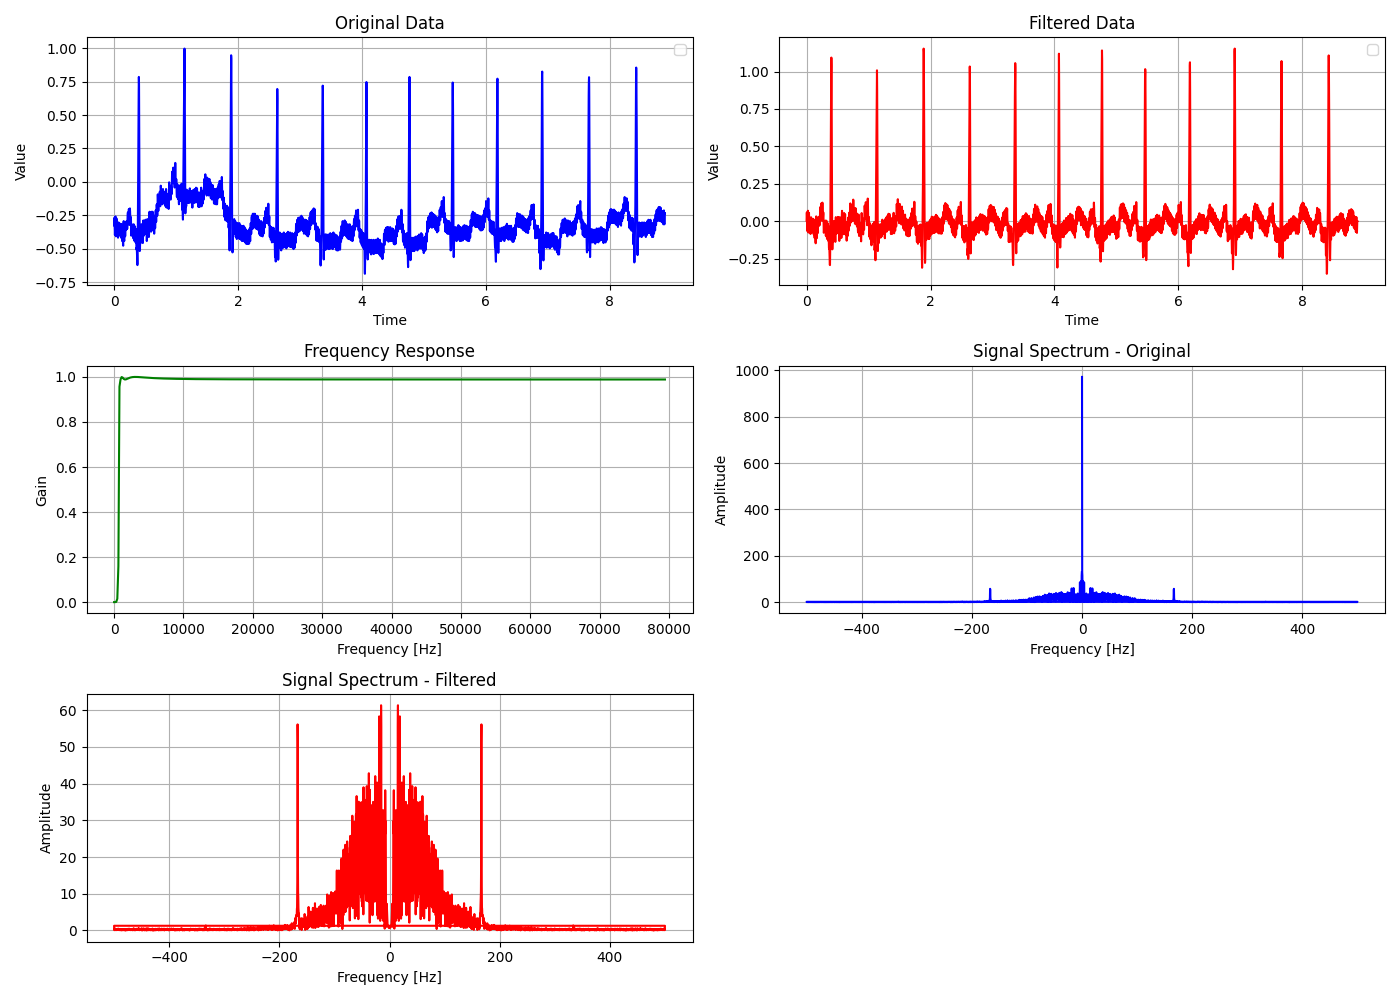 Original Data
1.00
0.75
0.50
0.25
0.00
−0.25
−0.50
−0.75
Value
0 2 4 6 8
Time
Filtered Data
1.00
0.75
0.50
0.25
0.00
−0.25
Value
0 2 4 6 8
Time
Frequency Response
1.0
0.8
0.6
0.4
0.2
0.0
Gain
0 10000 20000 30000 40000 50000 60000 70000 80000
Frequency [Hz]
Signal Spectrum - Original
1000
800
600
400
200
0
Amplitude
−400 −200 0 200 400
Frequency [Hz]
Signal Spectrum - Filtered
60
50
40
30
20
10
0
Amplitude
−400 −200 0 200 400
Frequency [Hz]